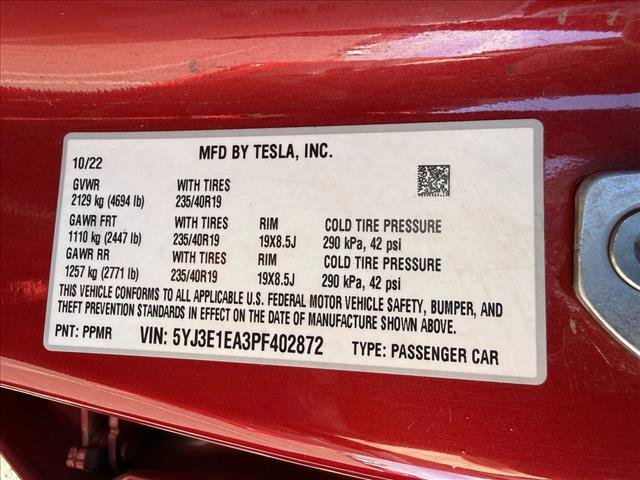 10/22 MFD BY TESLA, INC.
GVWR WITH TIRES
2129 kg (4694 lb) 235/40R19
GAWR FRT WITH TIRES RIM COLD TIRE PRESSURE
1110 kg (2447 lb) 235/40R19 19X8.5J 290 kPa, 42 psi
GAWR RR WITH TIRES RIM COLD TIRE PRESSURE
1257 kg (2771 lb) 235/40R19 19X8.5J 290 kPa, 42 psi
THIS VEHICLE CONFORMS TO ALL APPLICABLE U.S. FEDERAL MOTOR VEHICLE SAFETY, BUMPER, AND
THEFT PREVENTION STANDARDS IN EFFECT ON THE DATE OF MANUFACTURE SHOWN ABOVE.
PNT: PPMR VIN: 5YJ3E1EA3PF402872 TYPE: PASSENGER CAR